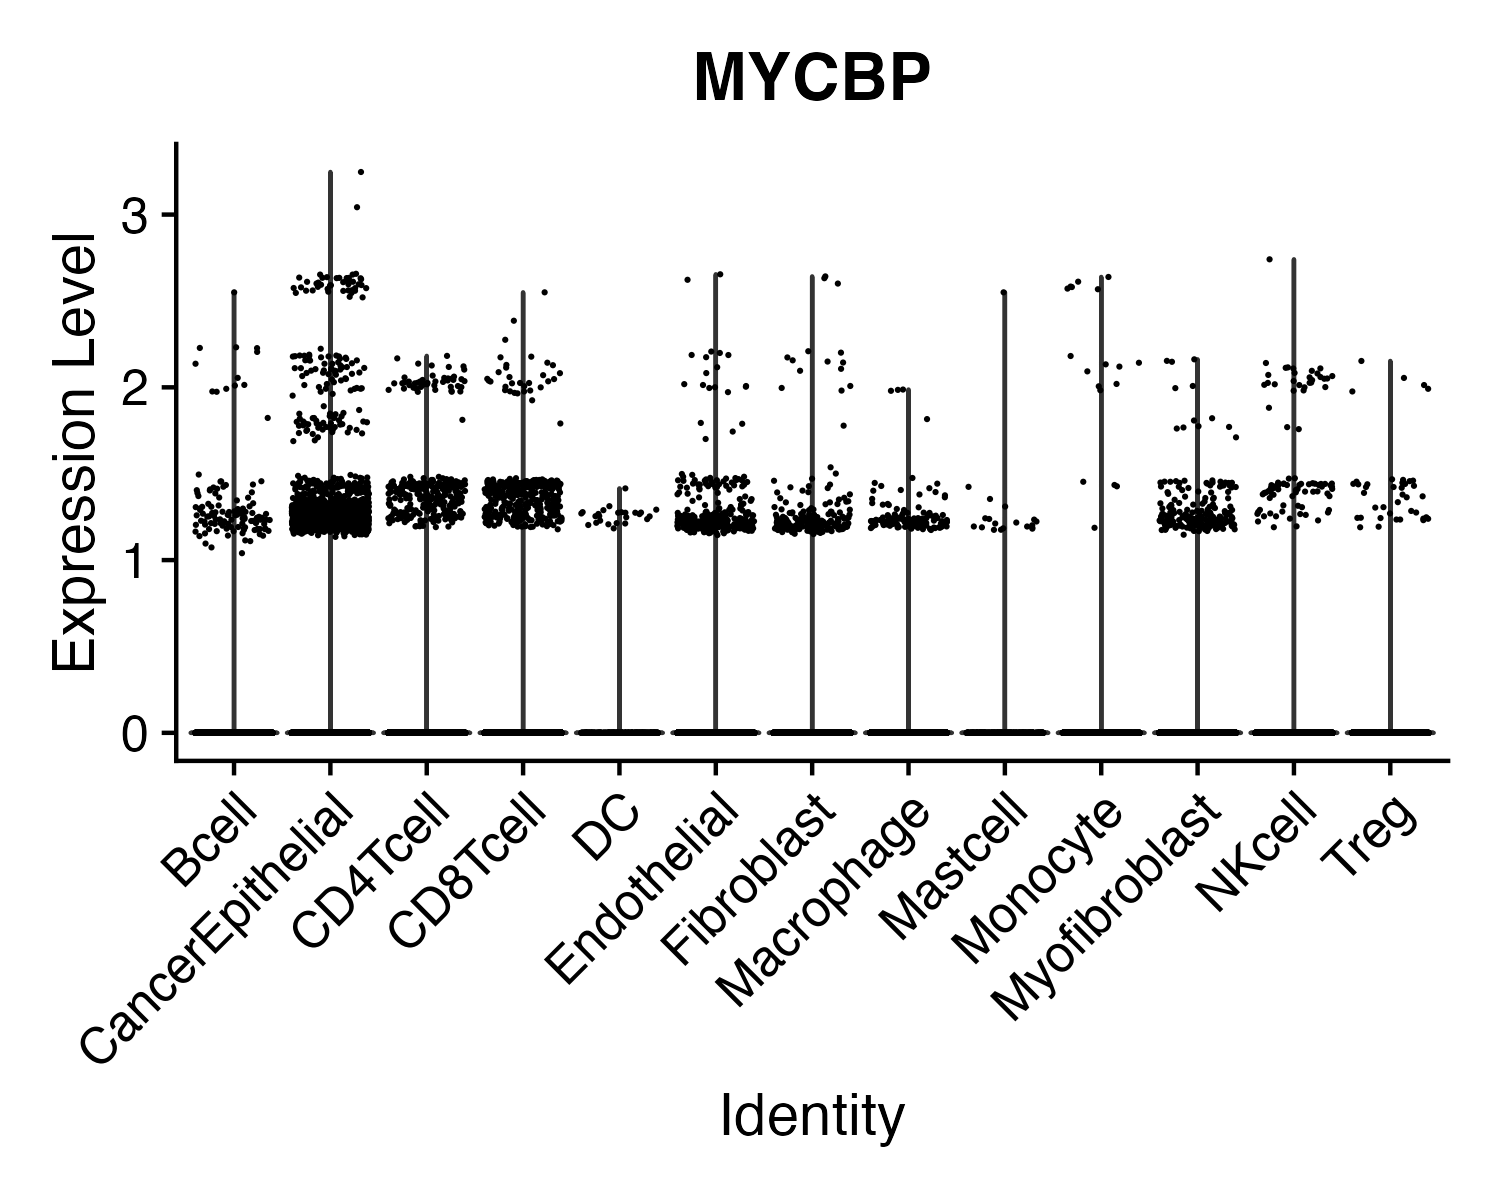 MYCBP
Expression Level
3
2
1
0
Bcell
CancerEpithelial
CD4Tcell
CD8Tcell
DC
Endothelial
Fibroblast
Macrophage
Mastcell
Monocyte
Myofibroblast
NKcell
Treg
Identity